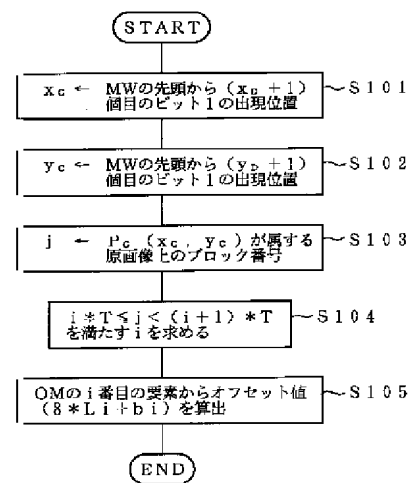 START
xc ← MWの先頭から(xD+1)
個目のビット1の出現位置
S101
yc ← MWの先頭から(yD+1)
個目のビット1の出現位置
S102
j ← Pc(xc, yc)が属する
原画像上のブロック番号
S103
i*T≦j<(i+1)*T
を満たすiを求める
S104
OMのi番目の要素からオフセット値
(8*Li+bi)を算出
S105
END